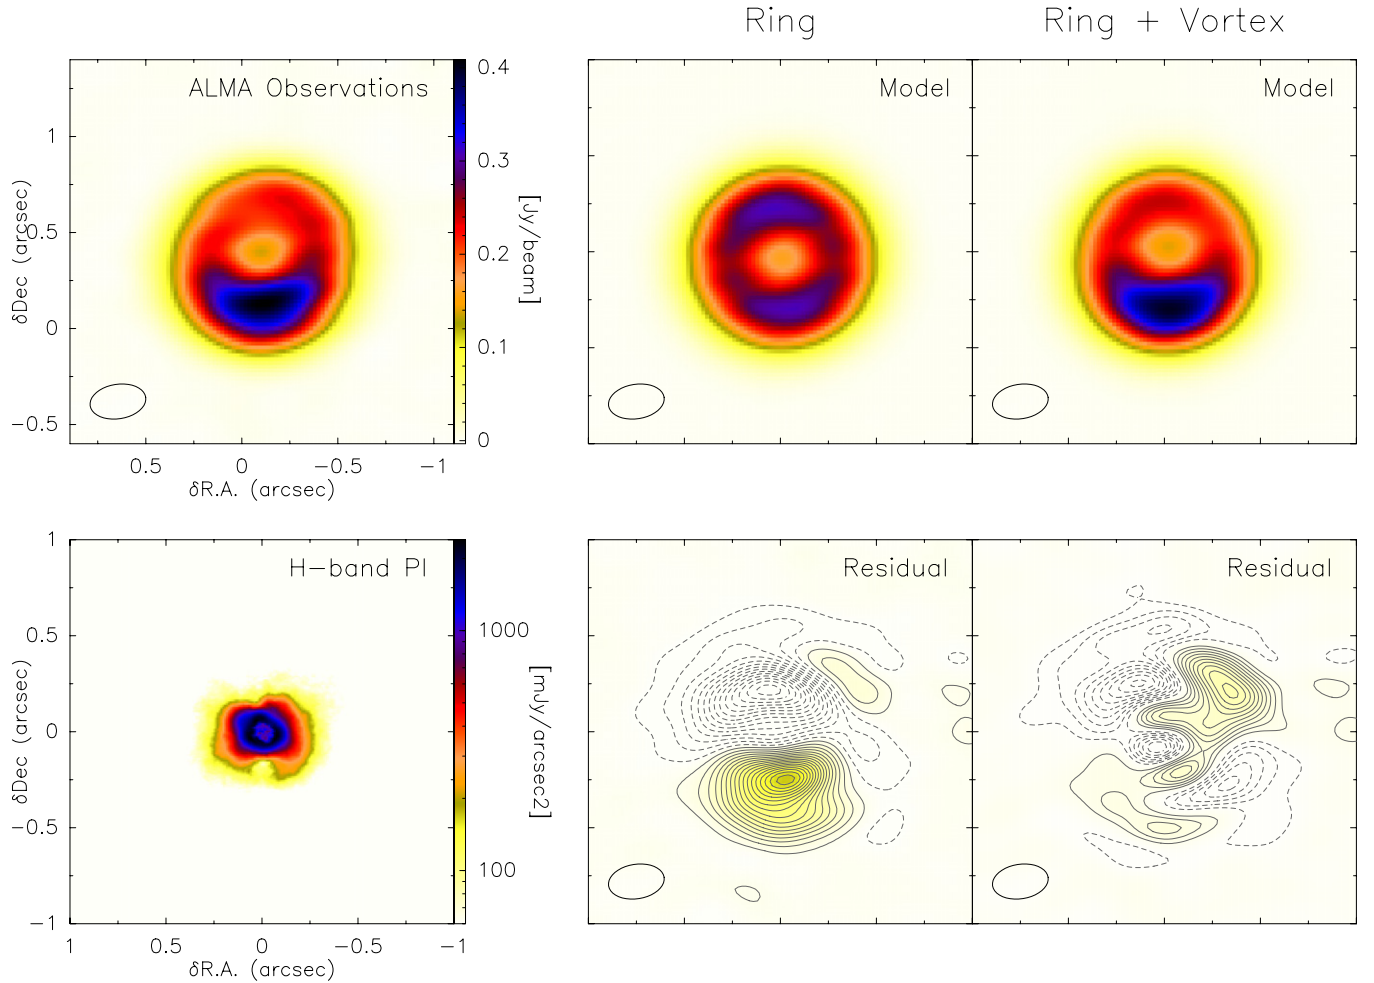 Ring
Ring + Vortex
ALMA Observations
Model
Model
0.4
0.3
0.2
0.1
0
[Jy/beam]
1
0.5
0
−0.5
δDec (arcsec)
0.5
0
−0.5
−1
δR.A. (arcsec)
H−band PI
Residual
Residual
1
0.5
0
−0.5
−1
δDec (arcsec)
1000
100
[mJy/arcsec2]
1
0.5
0
−0.5
−1
δR.A. (arcsec)